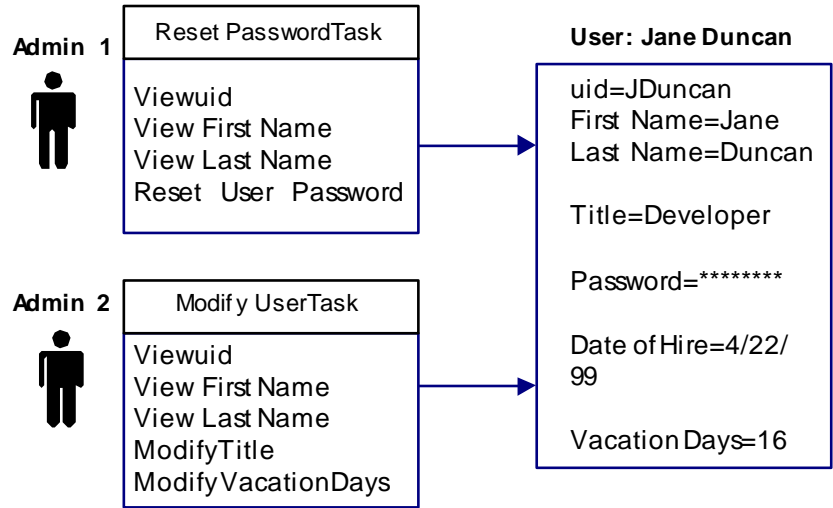 Admin 1
Reset PasswordTask
Viewuid
View First Name
View Last Name
Reset User Password
Admin 2
Modify UserTask
Viewuid
View First Name
View Last Name
ModifyTitle
ModifyVacationDays
User: Jane Duncan
uid=JDuncan
First Name=Jane
Last Name=Duncan
Title=Developer
Password=********
Date of Hire=4/22/
99
Vacation Days=16